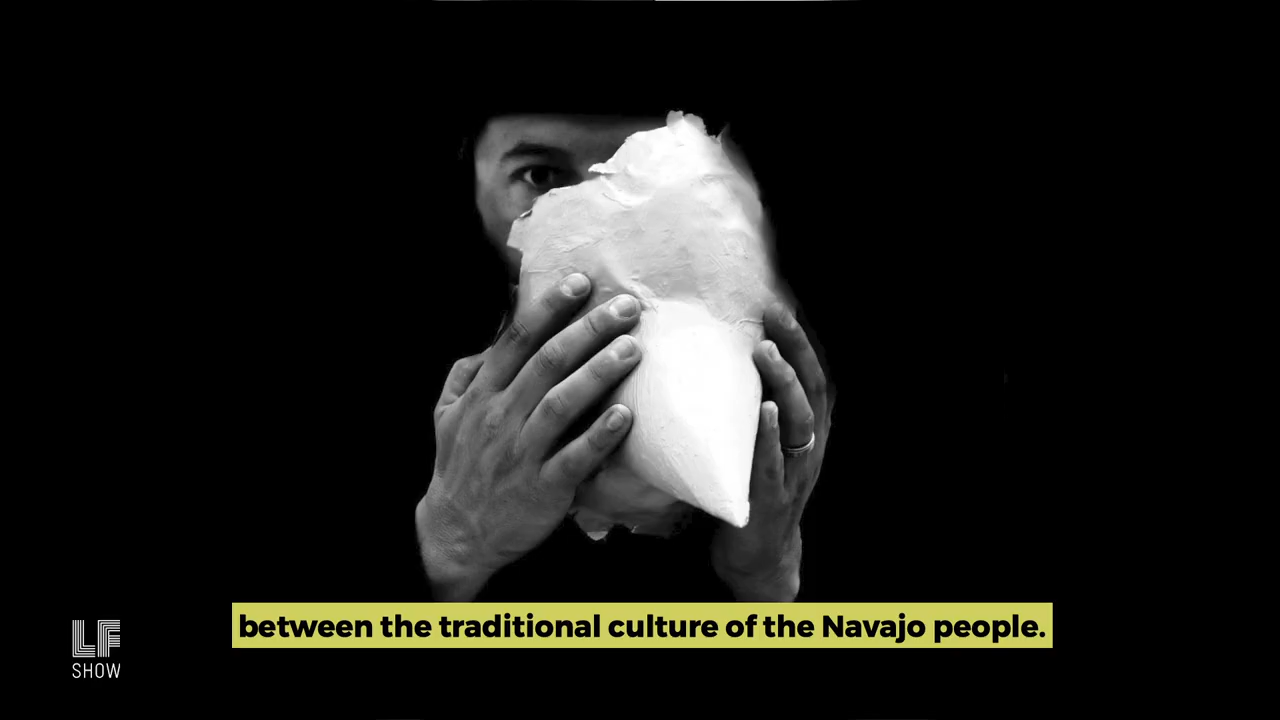 between the traditional culture of the Navajo people.
LF
SHOW